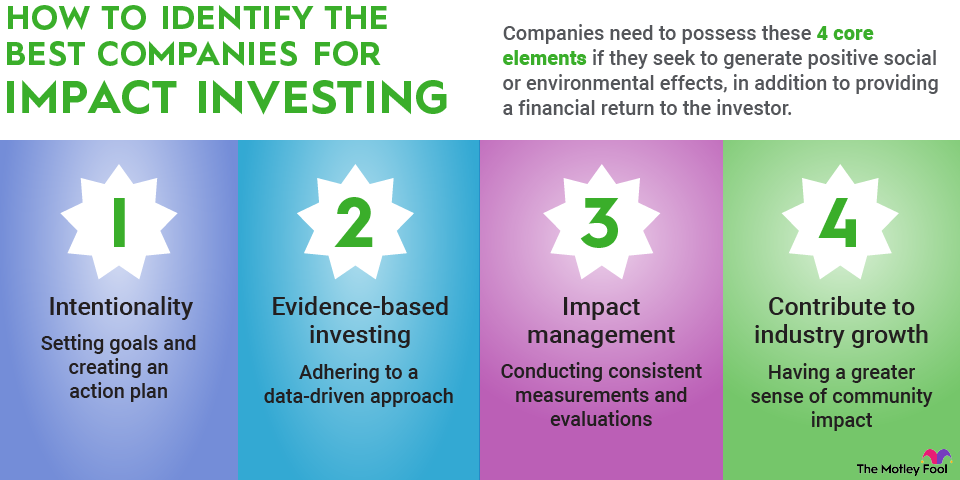 HOW TO IDENTIFY THE
BEST COMPANIES FOR
IMPACT INVESTING
Companies need to possess these 4 core
elements if they seek to generate positive social
or environmental effects, in addition to providing
a financial return to the investor.
1
Intentionality
Setting goals and
creating an
action plan
2
Evidence-based
investing
Adhering to a
data-driven approach
3
Impact
management
Conducting consistent
measurements and
evaluations
4
Contribute to
industry growth
Having a greater
sense of community
impact
The Motley Fool